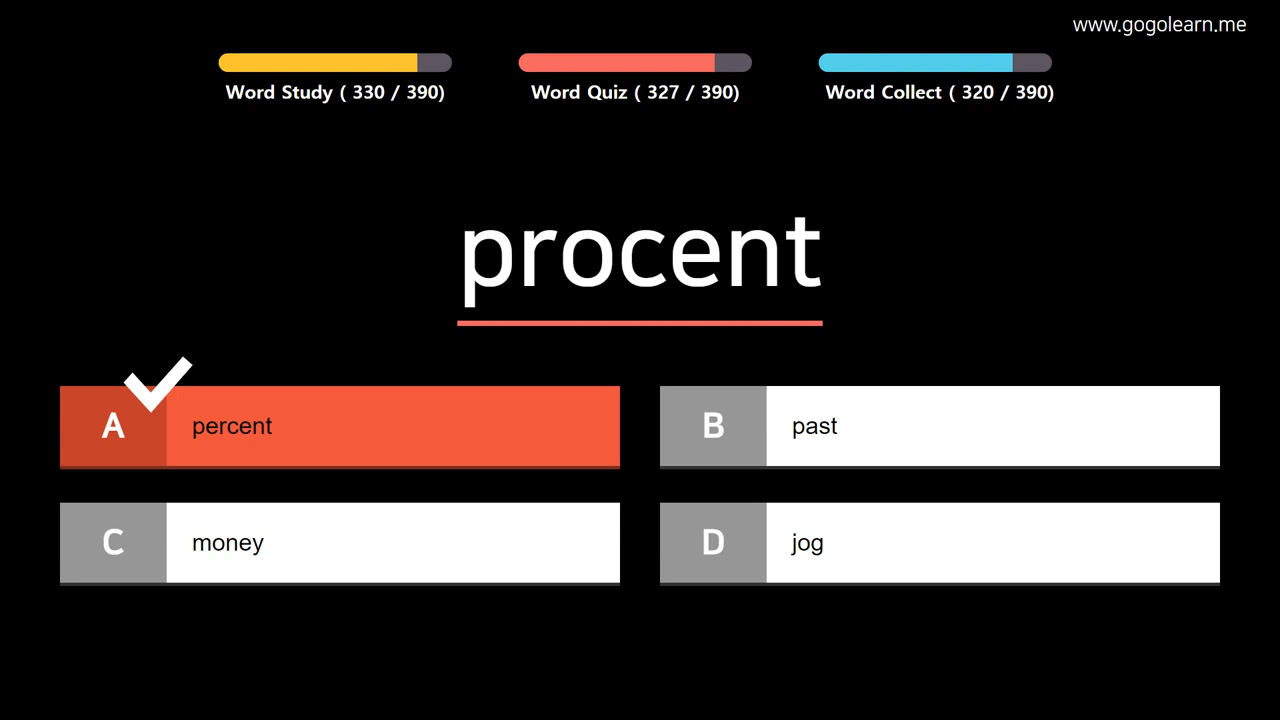 www.gogolearn.me
Word Study ( 330 / 390)
Word Quiz ( 327 / 390)
Word Collect ( 320 / 390)
procent
A percent
B past
C money
D jog